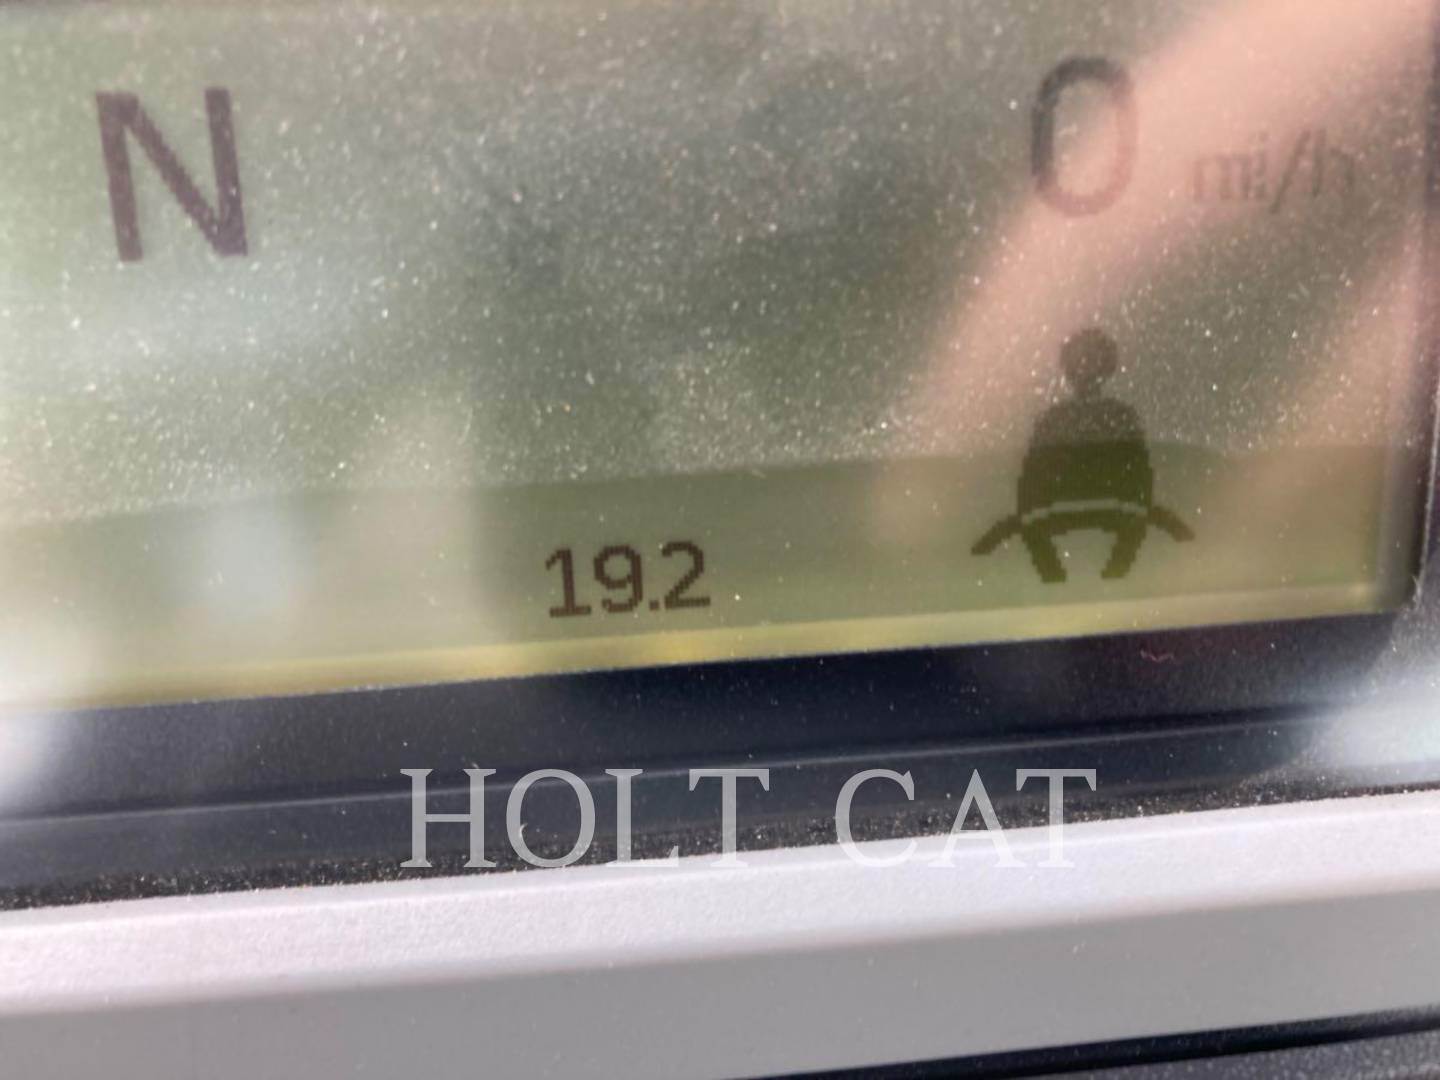 N 0 mi/h
19.2
HOLT CAT